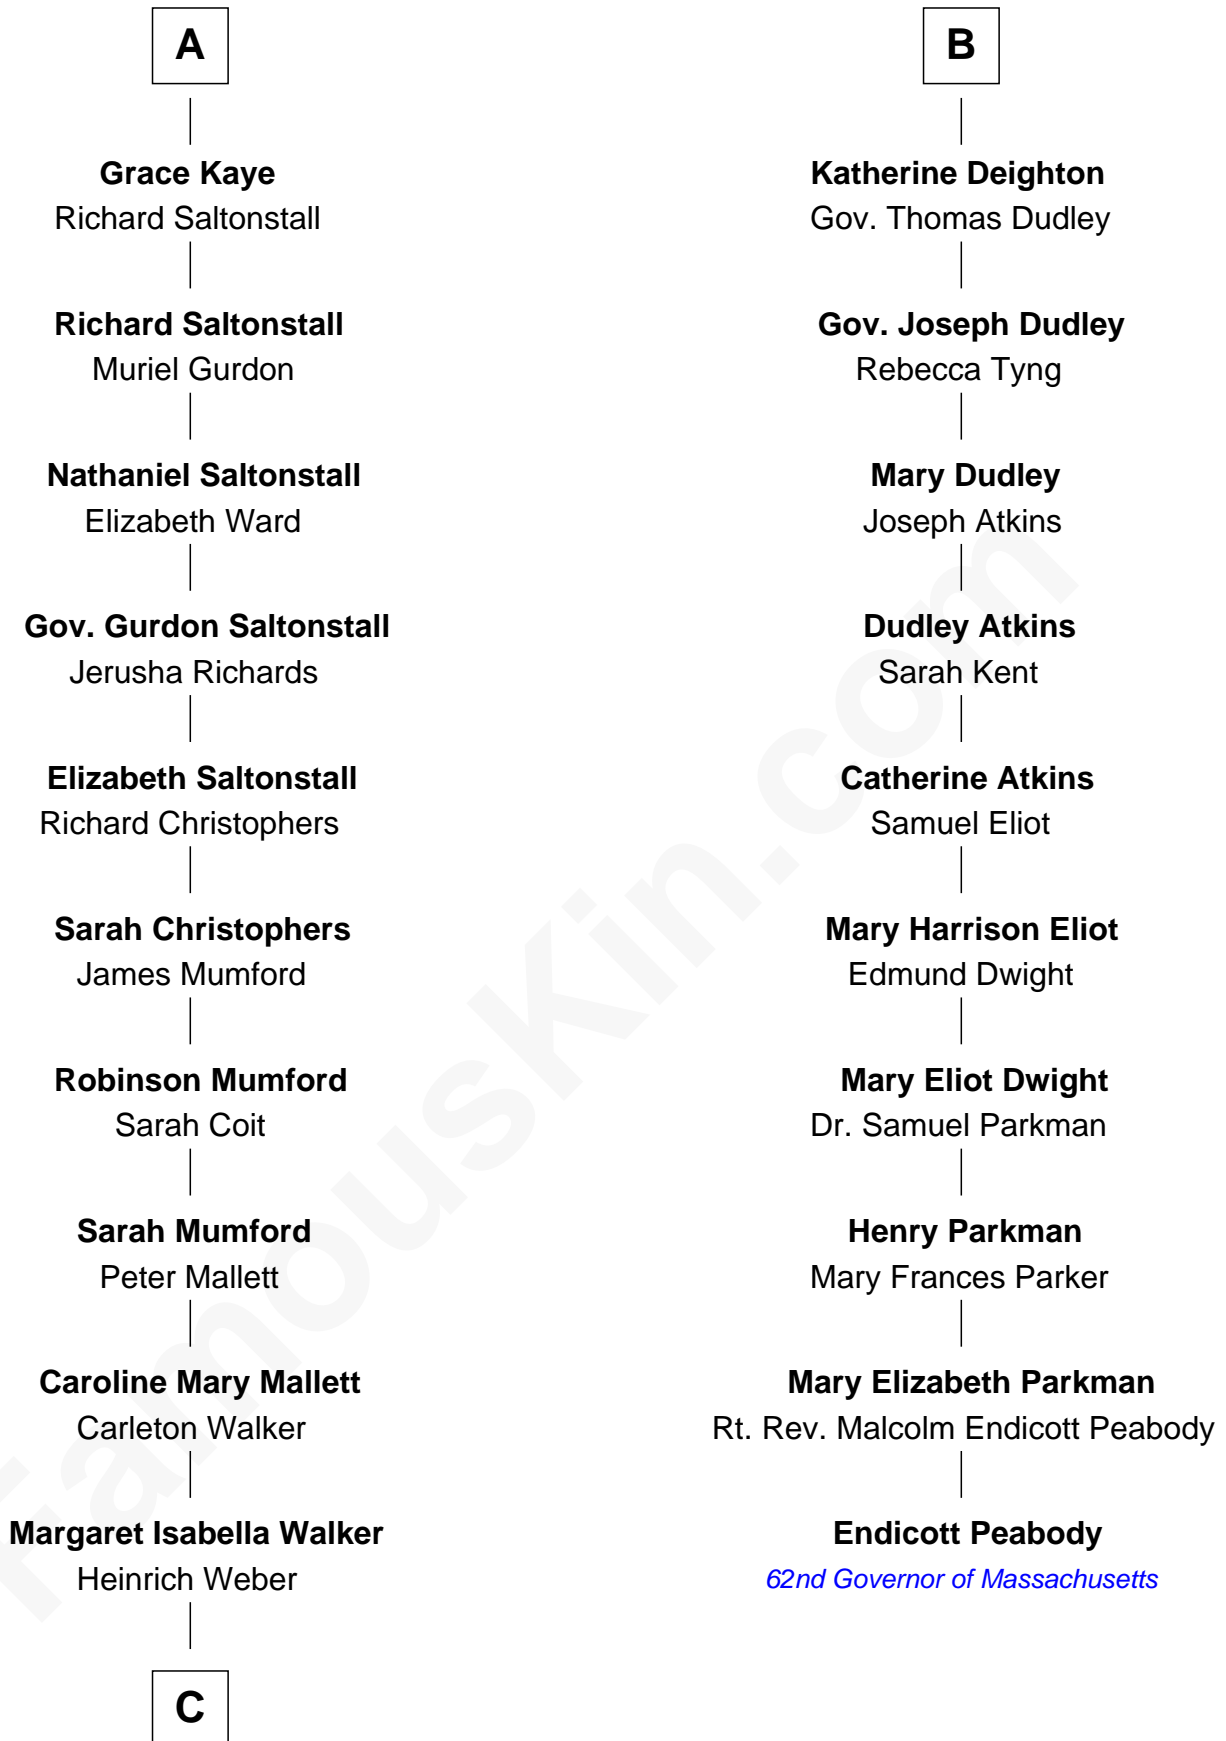 A
Grace Kaye
Richard Saltonstall
Richard Saltonstall
Muriel Gurdon
Nathaniel Saltonstall
Elizabeth Ward
Gov. Gurdon Saltonstall
Jerusha Richards
Elizabeth Saltonstall
Richard Christophers
Sarah Christophers
James Mumford
Robinson Mumford
Sarah Coit
Sarah Mumford
Peter Mallett
Caroline Mary Mallett
Carleton Walker
Margaret Isabella Walker
Heinrich Weber
C
B
Katherine Deighton
Gov. Thomas Dudley
Gov. Joseph Dudley
Rebecca Tyng
Mary Dudley
Joseph Atkins
Dudley Atkins
Sarah Kent
Catherine Atkins
Samuel Eliot
Mary Harrison Eliot
Edmund Dwight
Mary Eliot Dwight
Dr. Samuel Parkman
Henry Parkman
Mary Frances Parker
Mary Elizabeth Parkman
Rt. Rev. Malcolm Endicott Peabody
Endicott Peabody
62nd Governor of Massachusetts
FamousKin.com